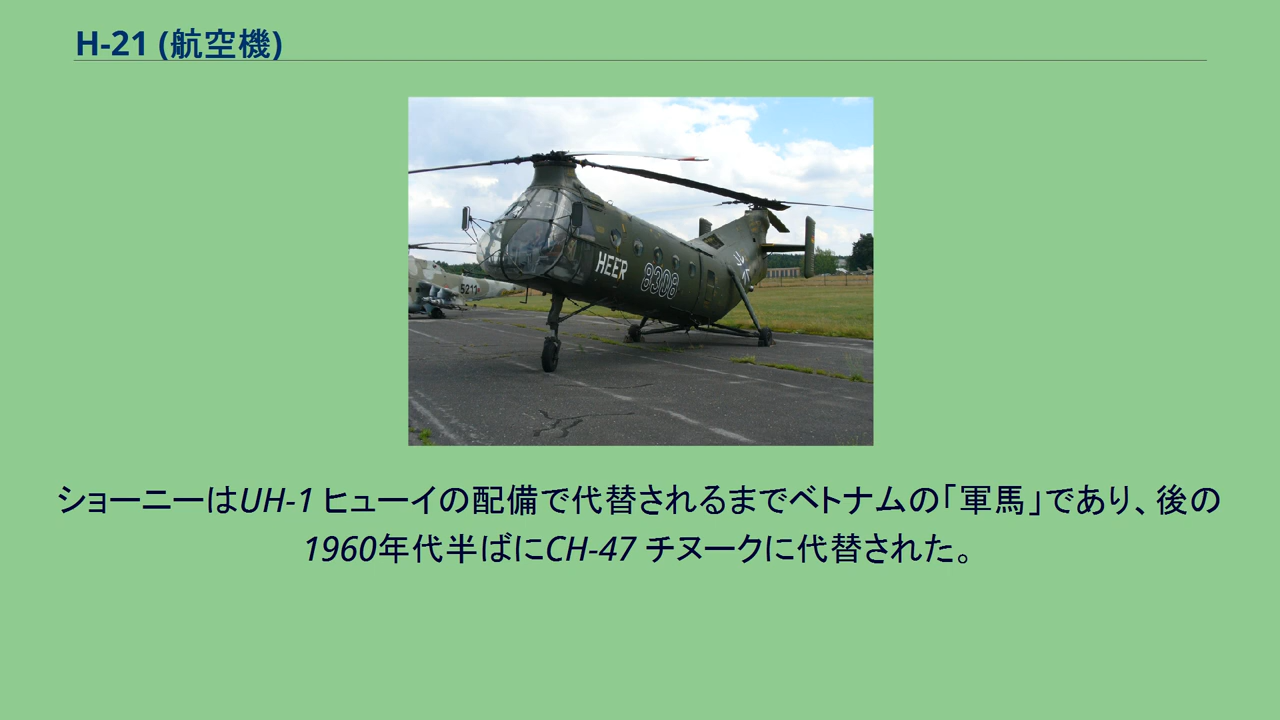 H-21 (航空機)
HEER
8306
5211
ショーニーはUH-1 ヒューイの配備で代替されるまでベトナムの「軍馬」であり、後の
1960年代半ばにCH-47 チヌークに代替された。